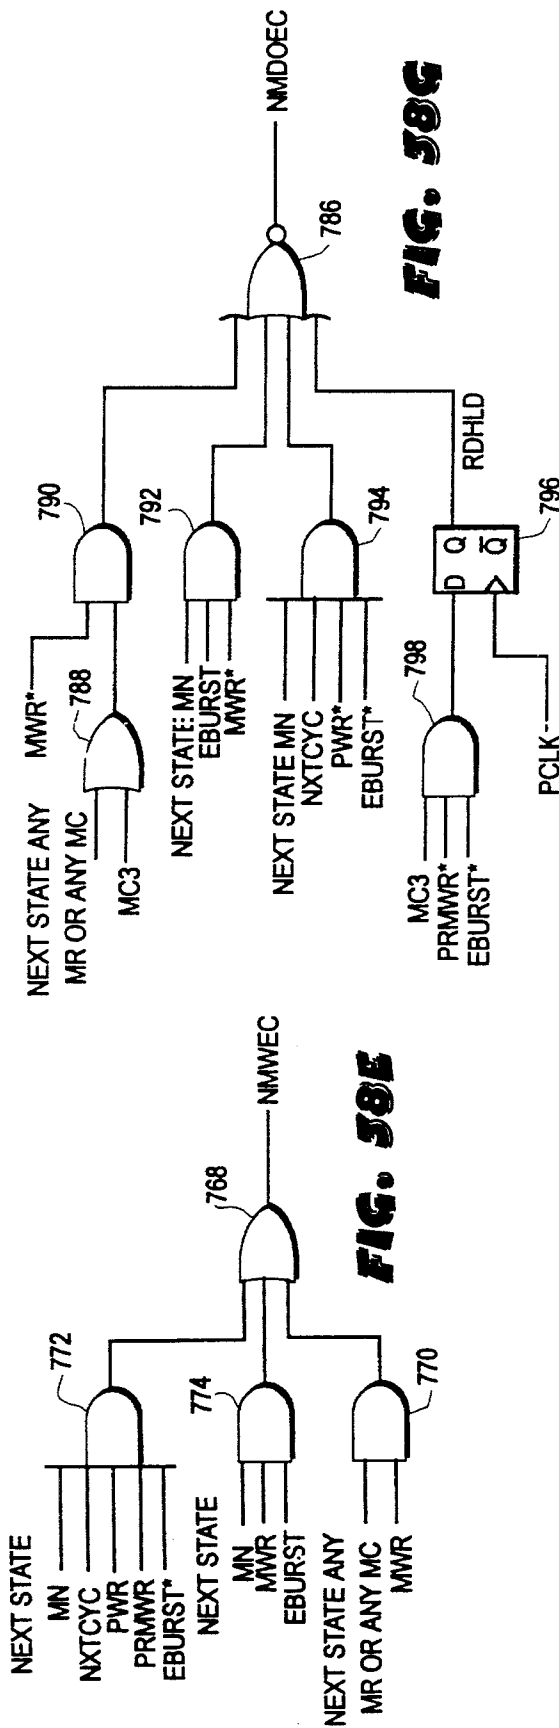 NEXT STATE
MN
NXTCYC
PWR
PRMWR
EBURST*
772
NEXT STATE
MN
MWR
EBURST
774
NEXT STATE ANY
MR OR ANY MC
MWR
770
768
NMWEC
FIG. 38E
NEXT STATE ANY
MR OR ANY MC
MC3
788
MWR*
790
NEXT STATE: MN
EBURST
MWR*
792
NEXT STATE MN
NXTCYC
PWR*
EBURST*
794
MC3
PRMWR*
EBURST*
798
PCLK
D Q
Q
796
RDHLD
786
NMDOEC
FIG. 38G